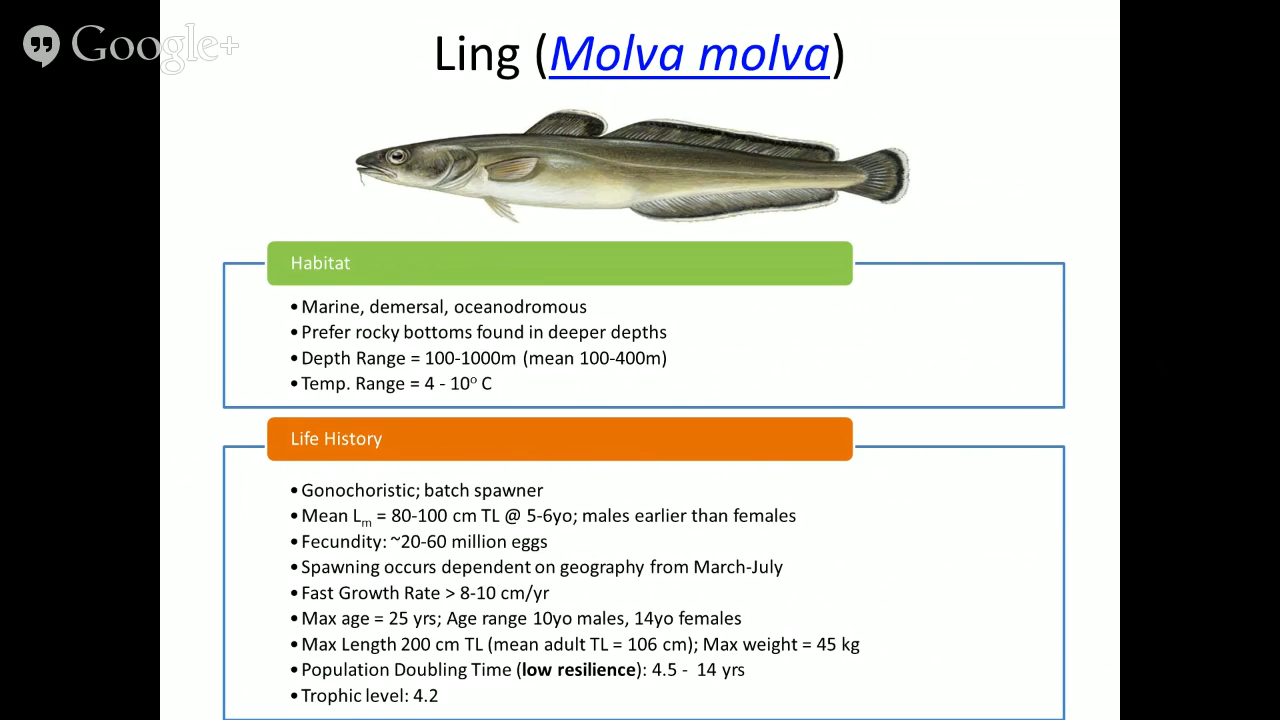 Google+
Ling (Molva molva)
Habitat
•Marine, demersal, oceanodromous
•Prefer rocky bottoms found in deeper depths
•Depth Range = 100-1000m (mean 100-400m)
•Temp. Range = 4 - 10º C
Life History
•Gonochoristic; batch spawner
•Mean Lm = 80-100 cm TL @ 5-6yo; males earlier than females
•Fecundity: ~20-60 million eggs
•Spawning occurs dependent on geography from March-July
•Fast Growth Rate > 8-10 cm/yr
•Max age = 25 yrs; Age range 10yo males, 14yo females
•Max Length 200 cm TL (mean adult TL = 106 cm); Max weight = 45 kg
•Population Doubling Time (low resilience): 4.5 - 14 yrs
•Trophic level: 4.2